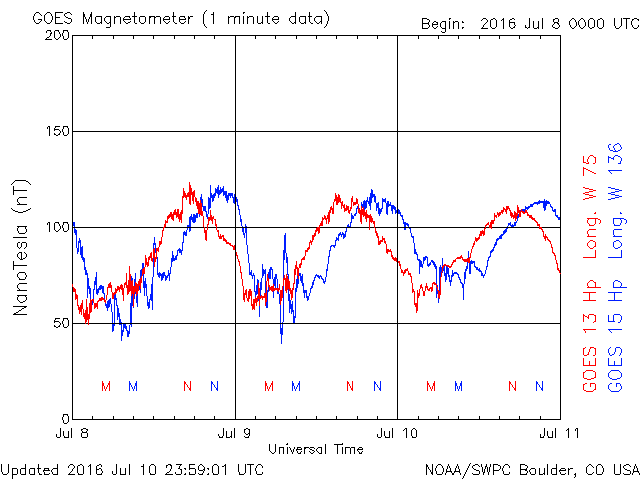 GOES Magnetometer (1 minute data)
Begin: 2016 Jul 8 0000 UTC
200
150
100
50
0
NanoTesla (nT)
M M N N M M N N M M N N
Jul 8 Jul 9 Jul 10 Jul 11
Universal Time
GOES 13 Hp Long. W 75
GOES 15 Hp Long. W 136
Updated 2016 Jul 10 23:59:01 UTC
NOAA/SWPC Boulder, CO USA